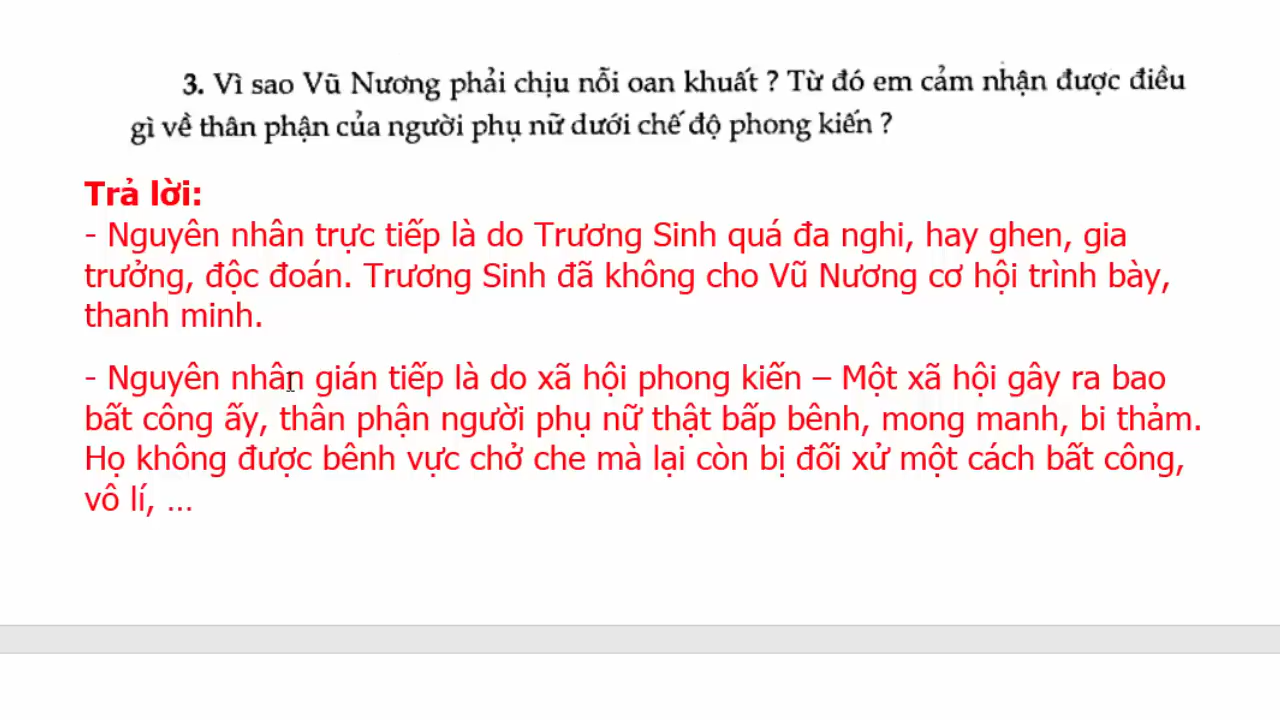 3. Vì sao Vũ Nương phải chịu nỗi oan khuất ? Từ đó em cảm nhận được điều
gì về thân phận của người phụ nữ dưới chế độ phong kiến ?
Trả lời:
- Nguyên nhân trực tiếp là do Trương Sinh quá đa nghi, hay ghen, gia
trưởng, độc đoán. Trương Sinh đã không cho Vũ Nương cơ hội trình bày,
thanh minh.
- Nguyên nhân gián tiếp là do xã hội phong kiến – Một xã hội gây ra bao
bất công ấy, thân phận người phụ nữ thật bấp bênh, mong manh, bi thảm.
Họ không được bênh vực chở che mà lại còn bị đối xử một cách bất công,
vô lí, ...